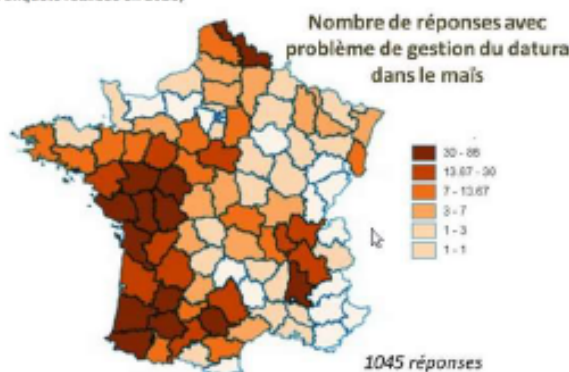 Nombre de réponses avec
problème de gestion du datura
dans le maïs
30 - 85
13.67 - 30
7 - 13.67
3 - 7
1 - 3
1 - 1
1045 réponses